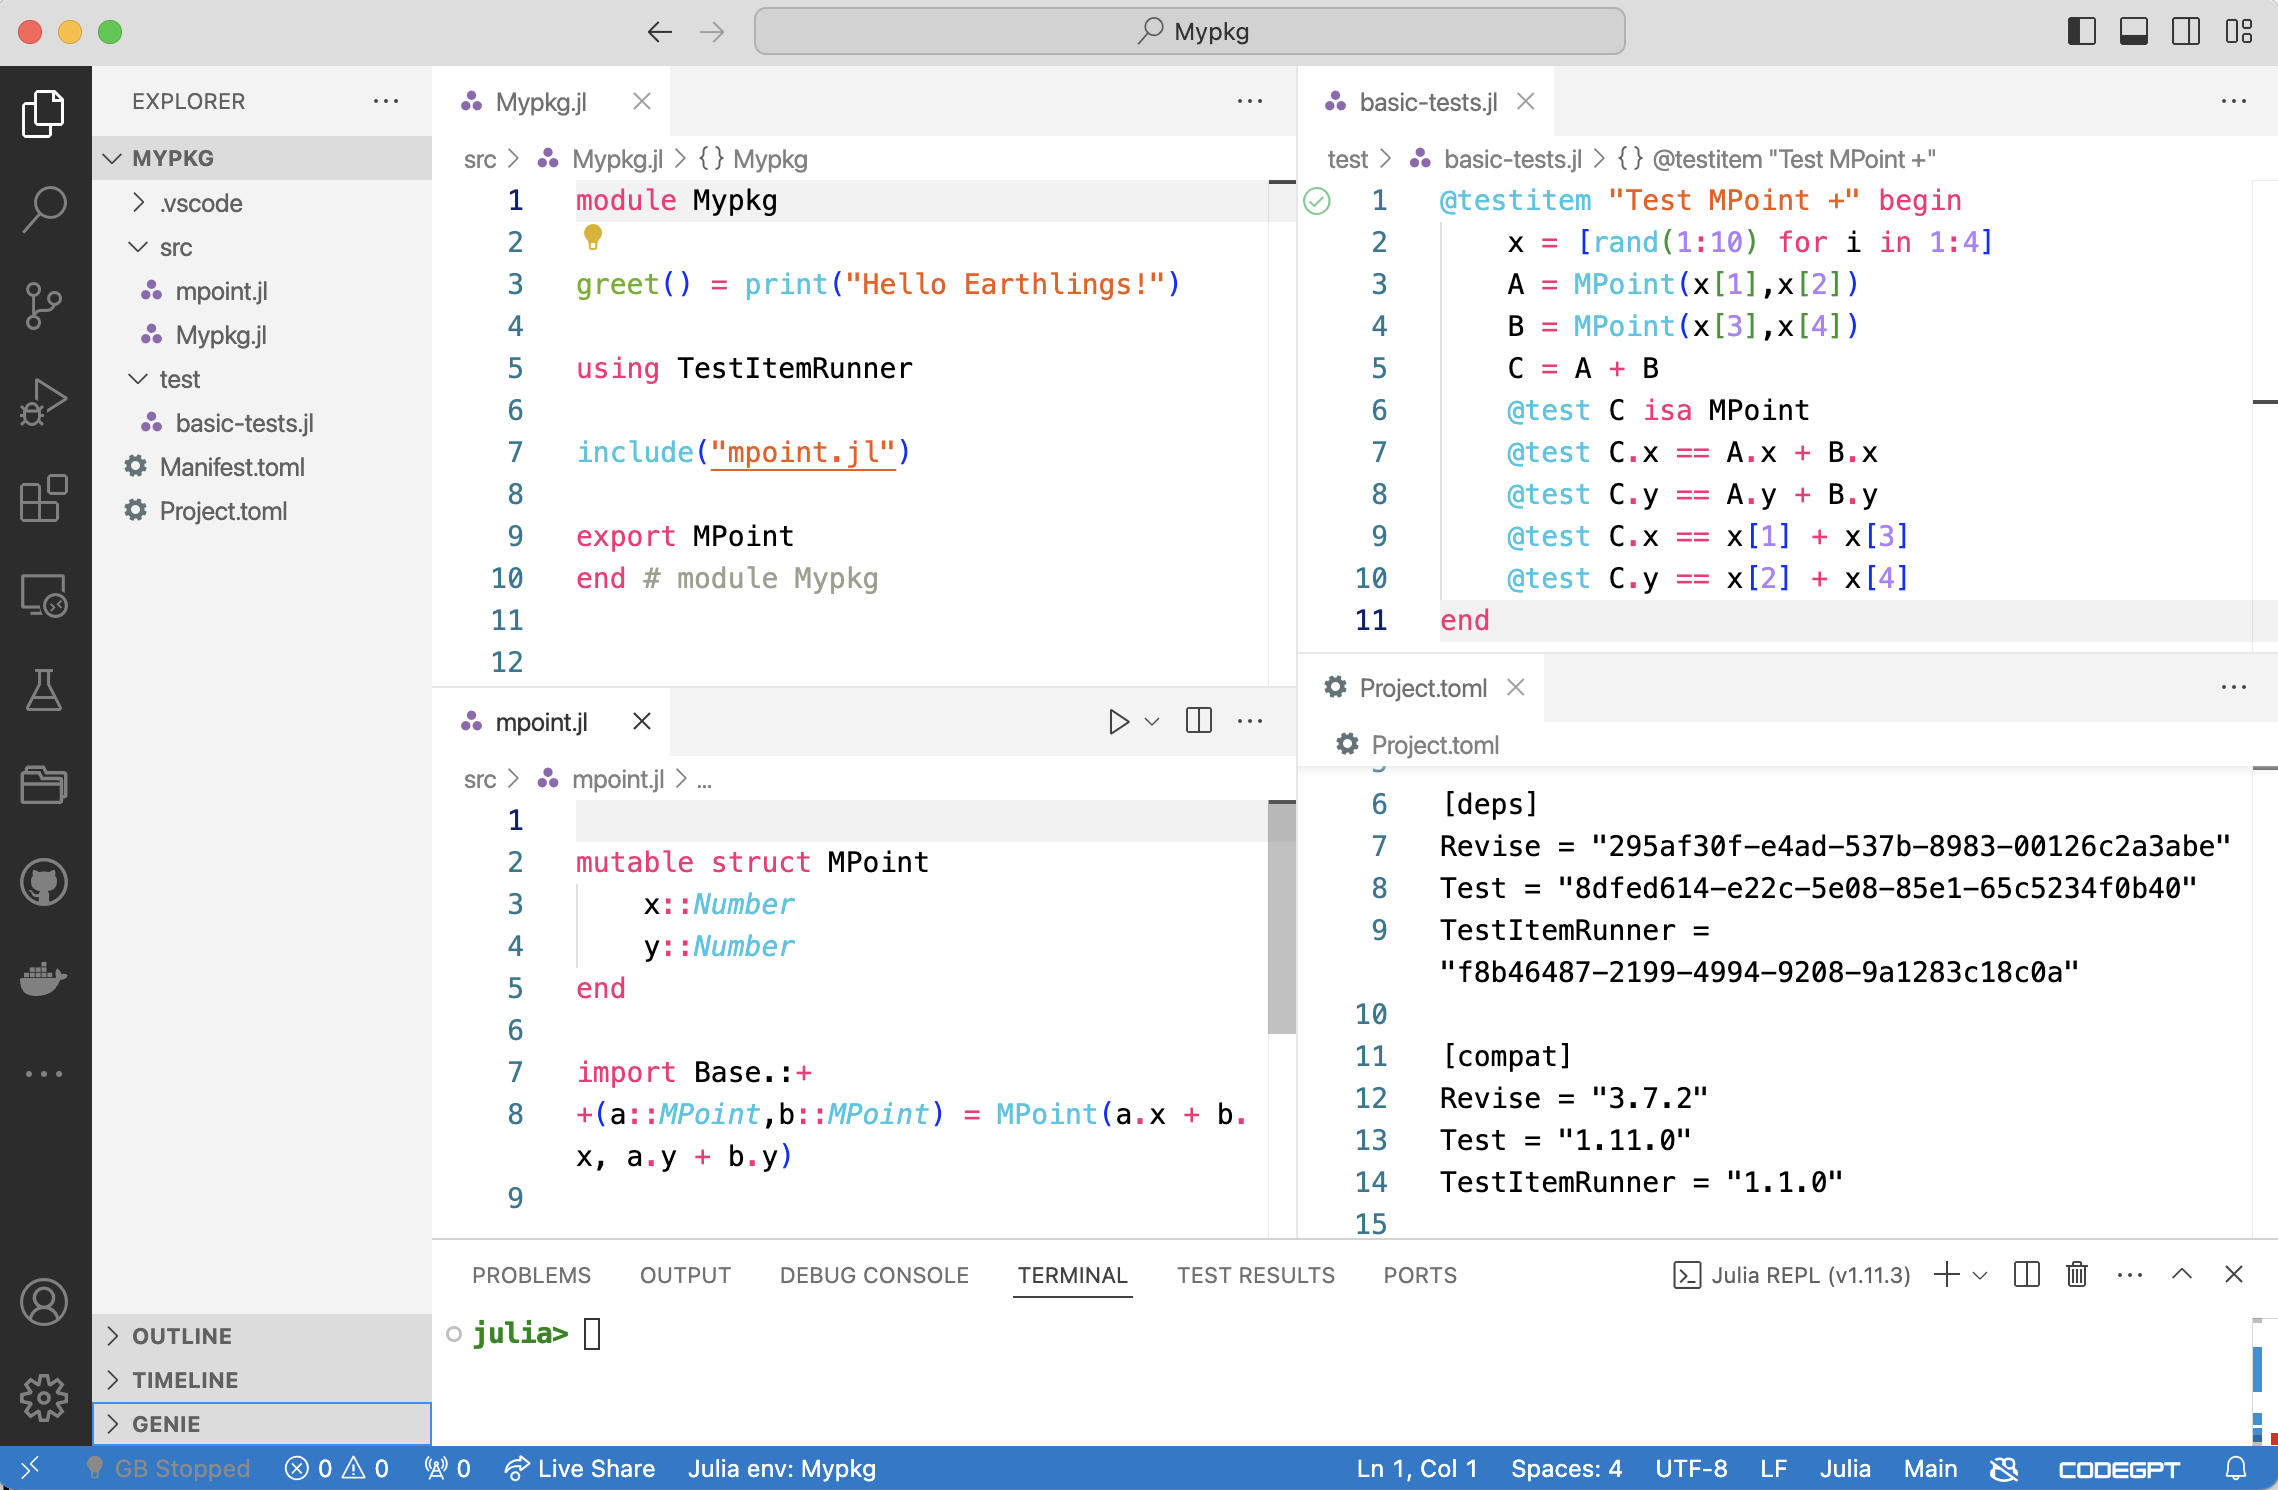 Mypkg
EXPLORER
MYPKG
.vscode
src
mpoint.jl
Mypkg.jl
test
basic-tests.jl
Manifest.toml
Project.toml
OUTLINE
TIMELINE
GENIE
Mypkg.jl
src > Mypkg.jl > {} Mypkg
1 module Mypkg
2
3 greet() = print("Hello Earthlings!")
4
5 using TestItemRunner
6
7 include("mpoint.jl")
8
9 export MPoint
10 end # module Mypkg
11
12
mpoint.jl
src > mpoint.jl > ...
1
2 mutable struct MPoint
3     x::Number
4     y::Number
5 end
6
7 import Base.:+
8 +(a::MPoint,b::MPoint) = MPoint(a.x + b.
x, a.y + b.y)
9
basic-tests.jl
test > basic-tests.jl > {} @testitem "Test MPoint +"
1 @testitem "Test MPoint +" begin
2     x = [rand(1:10) for i in 1:4]
3     A = MPoint(x[1],x[2])
4     B = MPoint(x[3],x[4])
5     C = A + B
6     @test C isa MPoint
7     @test C.x == A.x + B.x
8     @test C.y == A.y + B.y
9     @test C.x == x[1] + x[3]
10     @test C.y == x[2] + x[4]
11 end
Project.toml
Project.toml
6 [deps]
7 Revise = "295af30f-e4ad-537b-8983-00126c2a3abe"
8 Test = "8dfed614-e22c-5e08-85e1-65c5234f0b40"
9 TestItemRunner =
"f8b46487-2199-4994-9208-9a1283c18c0a"
10
11 [compat]
12 Revise = "3.7.2"
13 Test = "1.11.0"
14 TestItemRunner = "1.1.0"
15
PROBLEMS OUTPUT DEBUG CONSOLE TERMINAL TEST RESULTS PORTS Julia REPL (v1.11.3)
julia>
GB Stopped 0 0 0 Live Share Julia env: Mypkg Ln 1, Col 1 Spaces: 4 UTF-8 LF Julia Main CODEGPT